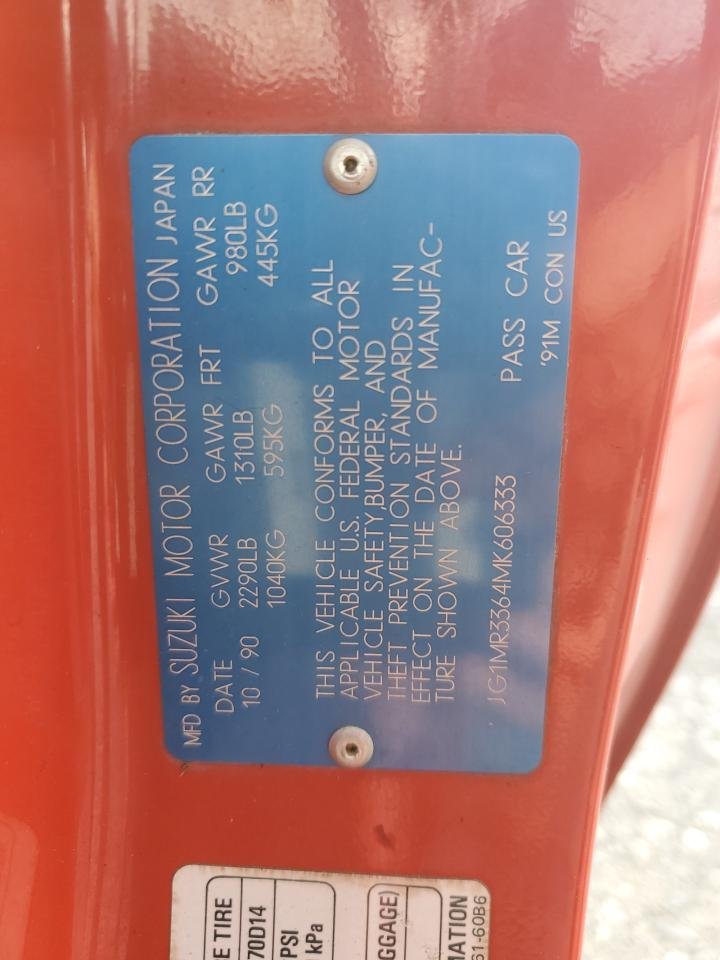 MFD BY SUZUKI MOTOR CORPORATION JAPAN
DATE GVWR GAWR FRT GAWR RR
10 / 90 2290LB 1310LB 980LB
1040KG 595KG 445KG
THIS VEHICLE CONFORMS TO ALL
APPLICABLE U.S. FEDERAL MOTOR
VEHICLE SAFETY,BUMPER, AND
THEFT PREVENTION STANDARDS IN
EFFECT ON THE DATE OF MANUFAC-
TURE SHOWN ABOVE.
JG1MR3364MK606333 PASS CAR
'91M CON US
E TIRE
70D14
PSI
kPa
GGAGE)
MATION
61-60B6